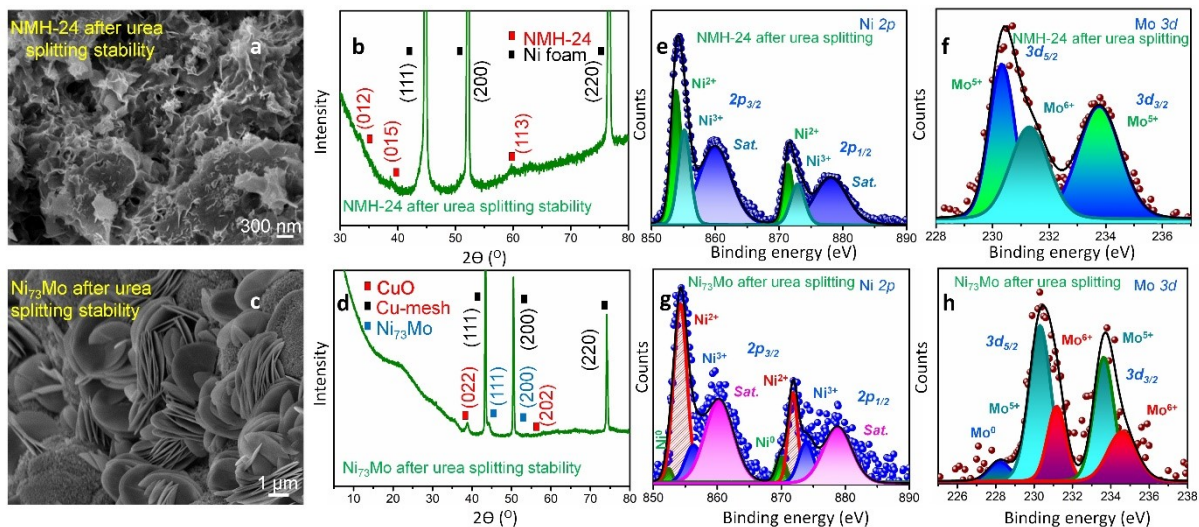 NMH-24 after urea
splitting stability
a
300 nm
b
NMH-24
Ni foam
(012)
(015)
(111)
(200)
(113)
(220)
NMH-24 after urea splitting stability
Intensity
30 40 50 60 70 80
2Θ (O)
e
Ni 2p
NMH-24 after urea splitting
Ni2+
Ni3+
2p3/2
Sat.
Ni2+
Ni3+
2p1/2
Sat.
Counts
850 860 870 880 890
Binding energy (eV)
f
Mo 3d
NMH-24 after urea splitting
3d5/2
Mo5+
Mo6+
3d3/2
Mo5+
Counts
228 230 232 234 236
Binding energy (eV)
Ni73Mo after urea
splitting stability
c
1 µm
d
CuO
Cu-mesh
Ni73Mo
(022)
(111)
(111)
(200)
(200)
(202)
(220)
Ni73Mo after urea splitting stability
Intensity
10 20 30 40 50 60 70 80
2Θ (O)
Ni73Mo after urea splitting
g
Ni 2p
Ni2+
Ni3+
2p3/2
Sat.
Ni0
Ni2+
Ni3+
2p1/2
Sat.
Ni0
Counts
850 860 870 880 890
Binding energy (eV)
Ni73Mo after urea splitting
h
Mo 3d
3d5/2
Mo6+
Mo5+
3d3/2
Mo5+
Mo6+
Mo0
Counts
226 228 230 232 234 236 238
Binding energy (eV)